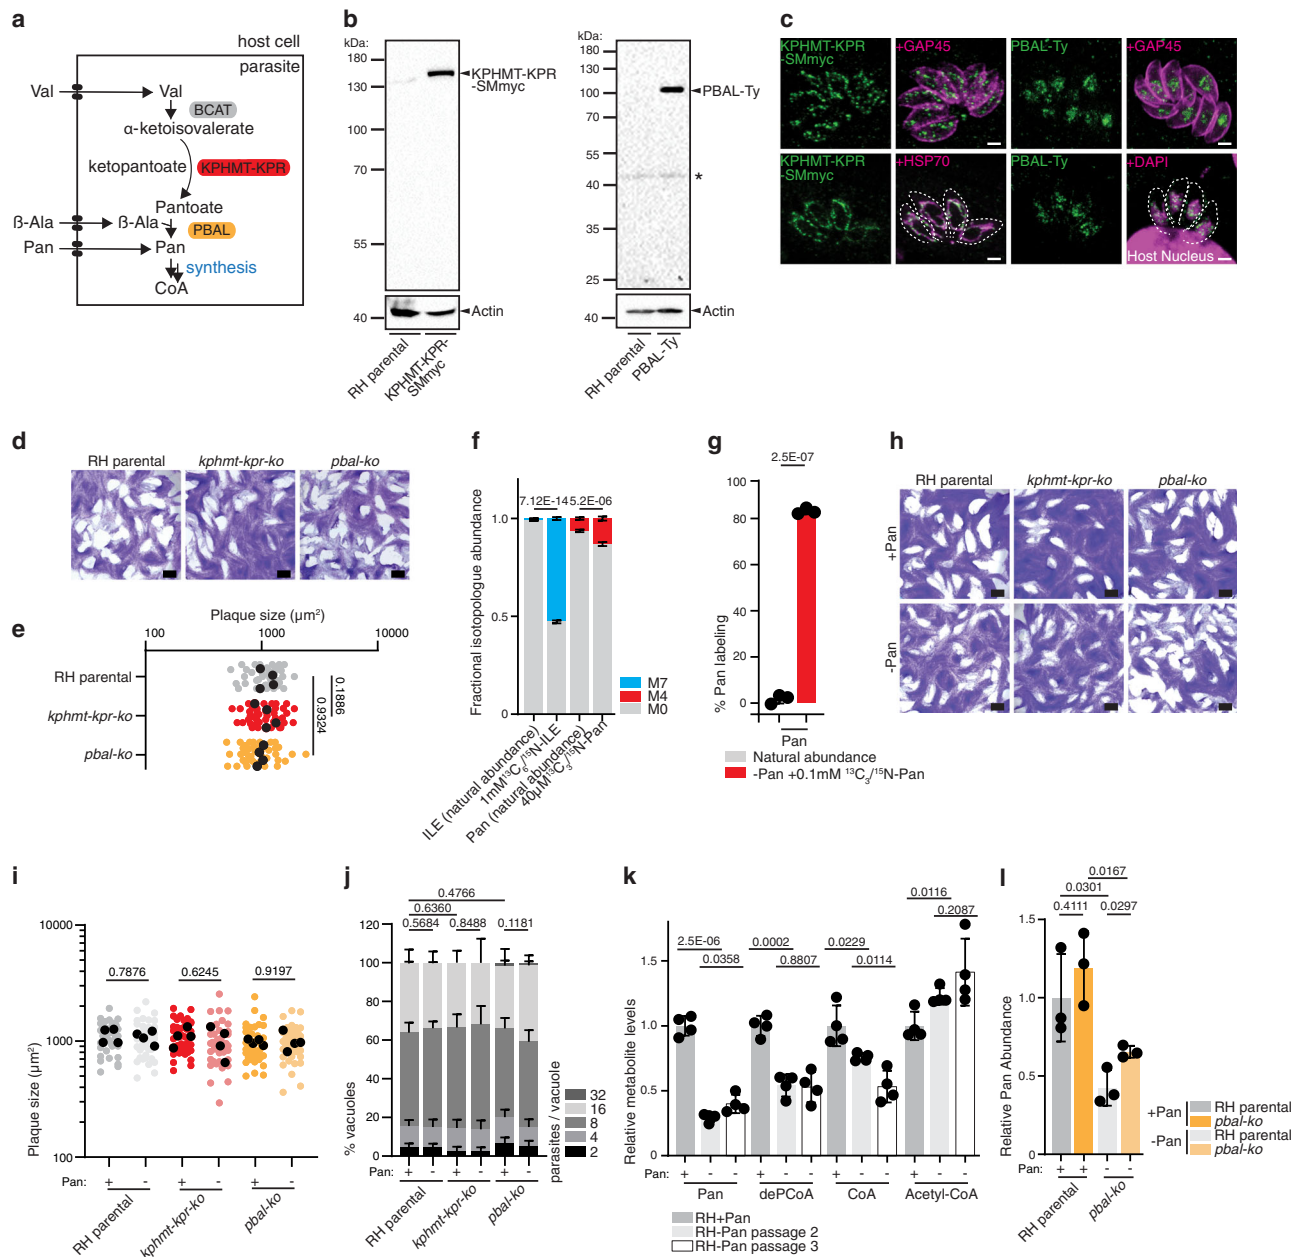 a
host cell
parasite
Val
Val
BCAT
α-ketoisovalerate
ketopantoate
KPHMT-KPR
Pantoate
ß-Ala
ß-Ala
PBAL
Pan
Pan
synthesis
CoA
b
kDa:
180
130
100
70
55
40
KPHMT-KPR
-SMmyc
Actin
RH parental
KPHMT-KPR-
SMmyc
kDa:
180
130
100
70
55
40
35
25
40
PBAL-Ty
*
Actin
RH parental
PBAL-Ty
c
KPHMT-KPR
-SMmyc
+GAP45
PBAL-Ty
+GAP45
KPHMT-KPR
-SMmyc
+HSP70
PBAL-Ty
+DAPI
Host Nucleus
d
RH parental
kphmt-kpr-ko
pbal-ko
e
Plaque size (µm²)
100
1000
10000
RH parental
kphmt-kpr-ko
pbal-ko
0.1886
0.9324
f
Fractional isotopologue abundance
7.12E-14
5.2E-06
1.0
0.5
0
M7
M4
M0
ILE (natural abundance)
1mM¹³C₆/¹⁵N-ILE
Pan (natural abundance)
40µM¹³C₃/¹⁵N-Pan
g
2.5E-07
% Pan labeling
100
80
60
40
20
0
Pan
Natural abundance
-Pan +0.1mM ¹³C₃/¹⁵N-Pan
h
RH parental
kphmt-kpr-ko
pbal-ko
+Pan
-Pan
i
Plaque size (µm²)
10000
1000
100
0.7876
0.6245
0.9197
Pan:
+
-
+
-
+
-
RH parental
kphmt-kpr-ko
pbal-ko
j
0.4766
0.6360
0.5684
0.8488
0.1181
% vacuoles
120
100
80
60
40
20
0
parasites / vacuole
32
16
8
4
2
Pan:
+
-
+
-
+
-
RH parental
kphmt-kpr-ko
pbal-ko
k
Relative metabolite levels
1.5
1.0
0.5
0
2.5E-06
0.0358
0.0002
0.8807
0.0229
0.0114
0.0116
0.2087
Pan:
+
-
-
+
-
-
+
-
-
+
-
-
Pan
dePCoA
CoA
Acetyl-CoA
RH+Pan
RH-Pan passage 2
RH-Pan passage 3
l
Relative Pan Abundance
0.0167
0.0301
0.4111
0.0297
1.5
1.0
0.5
0
Pan:
+
+
-
-
RH parental
pbal-ko
+Pan
RH parental
pbal-ko
-Pan
RH parental
pbal-ko